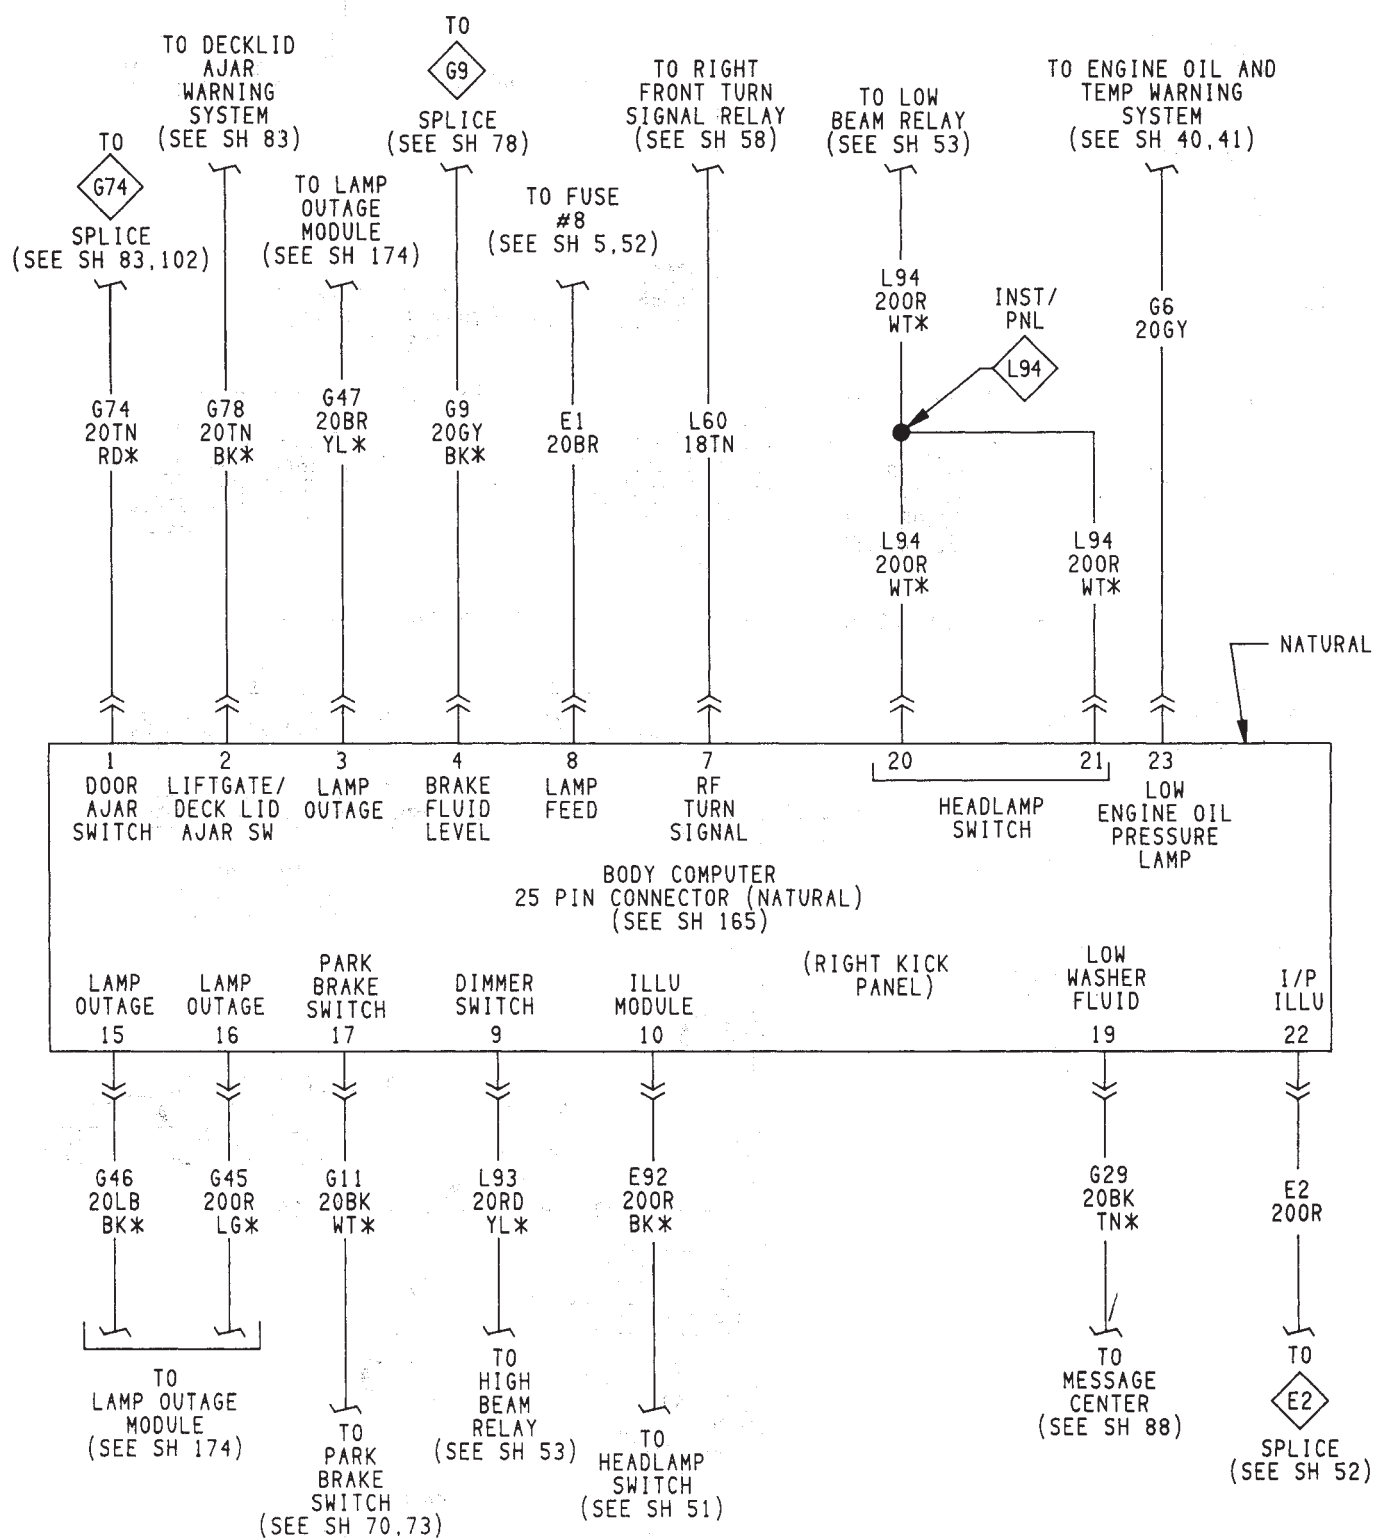 TO
G74
SPLICE
(SEE SH 83,102)
TO DECKLID
AJAR
WARNING
SYSTEM
(SEE SH 83)
TO LAMP
OUTAGE
MODULE
(SEE SH 174)
TO
G9
SPLICE
(SEE SH 78)
TO FUSE
#8
(SEE SH 5,52)
TO RIGHT
FRONT TURN
SIGNAL RELAY
(SEE SH 58)
TO LOW
BEAM RELAY
(SEE SH 53)
TO ENGINE OIL AND
TEMP WARNING
SYSTEM
(SEE SH 40,41)
L94
20OR
WT*
INST/
PNL
L94
G6
20GY
G74
20TN
RD*
G78
20TN
BK*
G47
20BR
YL*
G9
20GY
BK*
E1
20BR
L60
18TN
L94
20OR
WT*
L94
20OR
WT*
NATURAL
1
DOOR
AJAR
SWITCH
2
LIFTGATE/
DECK LID
AJAR SW
3
LAMP
OUTAGE
4
BRAKE
FLUID
LEVEL
8
LAMP
FEED
7
RF
TURN
SIGNAL
20
21
HEADLAMP
SWITCH
23
LOW
ENGINE OIL
PRESSURE
LAMP
BODY COMPUTER
25 PIN CONNECTOR (NATURAL)
(SEE SH 165)
(RIGHT KICK
PANEL)
LAMP
OUTAGE
15
LAMP
OUTAGE
16
PARK
BRAKE
SWITCH
17
DIMMER
SWITCH
9
ILLU
MODULE
10
LOW
WASHER
FLUID
19
I/P
ILLU
22
G46
20LB
BK*
G45
20OR
LG*
G11
20BK
WT*
L93
20RD
YL*
E92
20OR
BK*
G29
20BK
TN*
E2
20OR
TO
LAMP OUTAGE
MODULE
(SEE SH 174)
TO
PARK
BRAKE
SWITCH
(SEE SH 70,73)
TO
HIGH
BEAM
RELAY
(SEE SH 53)
TO
HEADLAMP
SWITCH
(SEE SH 51)
TO
MESSAGE
CENTER
(SEE SH 88)
TO
E2
SPLICE
(SEE SH 52)